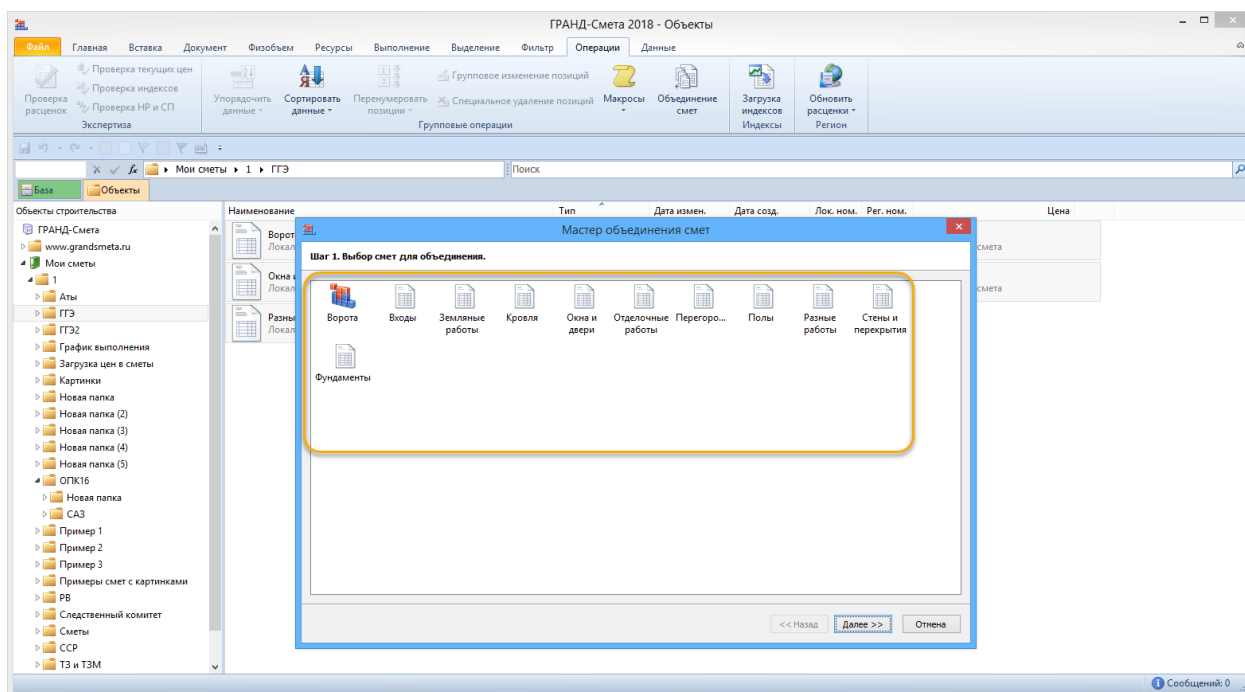 ГРАНД-Смета 2018 - Объекты
Файл Главная Вставка Документ Физобъем Ресурсы Выполнение Выделение Фильтр Операции Данные
Проверка расценок
Проверка текущих цен
Проверка индексов
Проверка НР и СП
Экспертиза
Упорядочить данные
Сортировать данные
Перенумеровать позиции
Групповое изменение позиций
Специальное удаление позиций
Макросы
Объединение смет
Групповые операции
Загрузка индексов
Индексы
Обновить расценки
Регион
fx Мои сметы 1 ГГЭ Поиск
База Объекты
Объекты строительства
Наименование Тип Дата измен. Дата созд. Лок. ном. Рег. ном. Цена
ГРАНД-Смета
www.grandsmeta.ru
Мои сметы
1
Аты
ГГЭ
ГГЭ2
График выполнения
Загрузка цен в сметы
Картинки
Новая папка
Новая папка (2)
Новая папка (3)
Новая папка (4)
Новая папка (5)
ОПК16
Новая папка
САЗ
Пример 1
Пример 2
Пример 3
Примеры смет с картинками
РВ
Следственный комитет
Сметы
ССР
ТЗ и ТЗМ
Ворот
Локал
смета
Окна и
Локал
смета
Разны
Локал
Мастер объединения смет
Шаг 1. Выбор смет для объединения.
Ворота Входы Земляные работы Кровля Окна и двери Отделочные работы Перегоро... Полы Разные работы Стены и перекрытия
Фундаменты
<< Назад Далее >> Отмена
Сообщений: 0